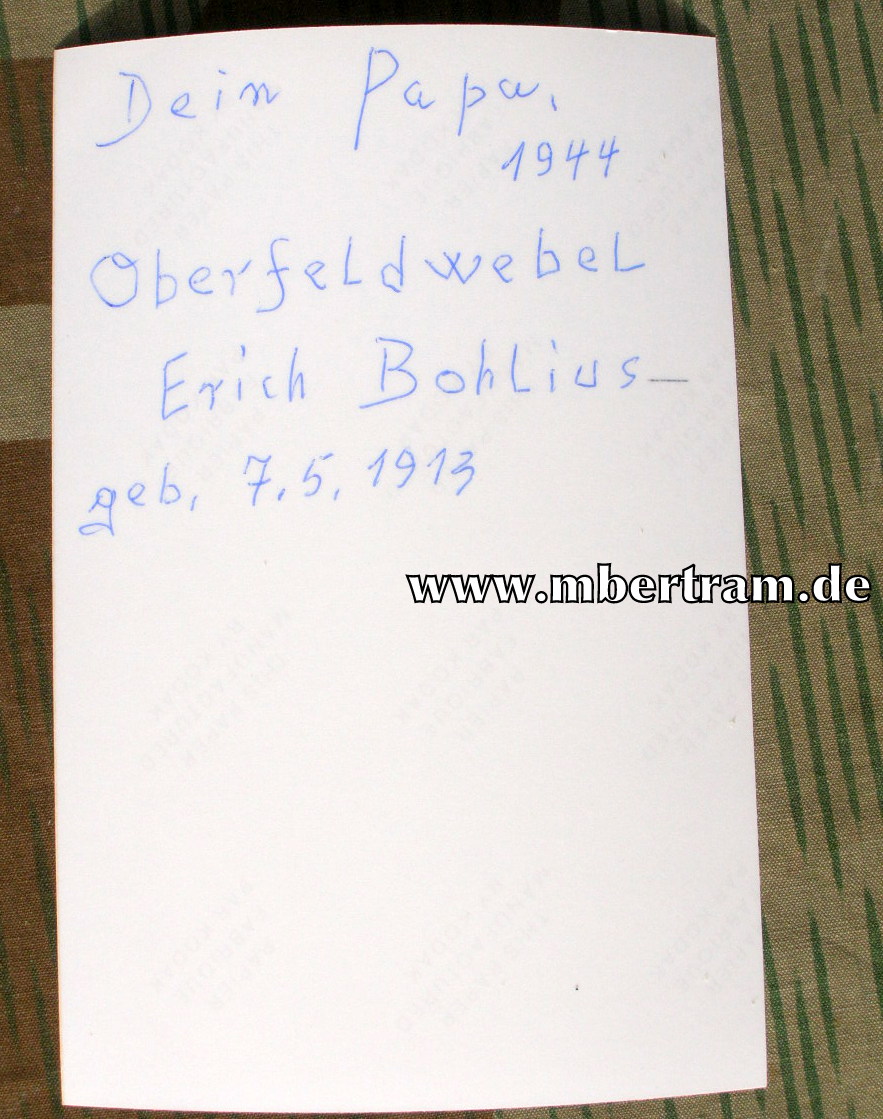 Dein Papa.
1944
Oberfeldwebel
Erich Bohlius—
geb. 7.5.1913
www.mbertram.de